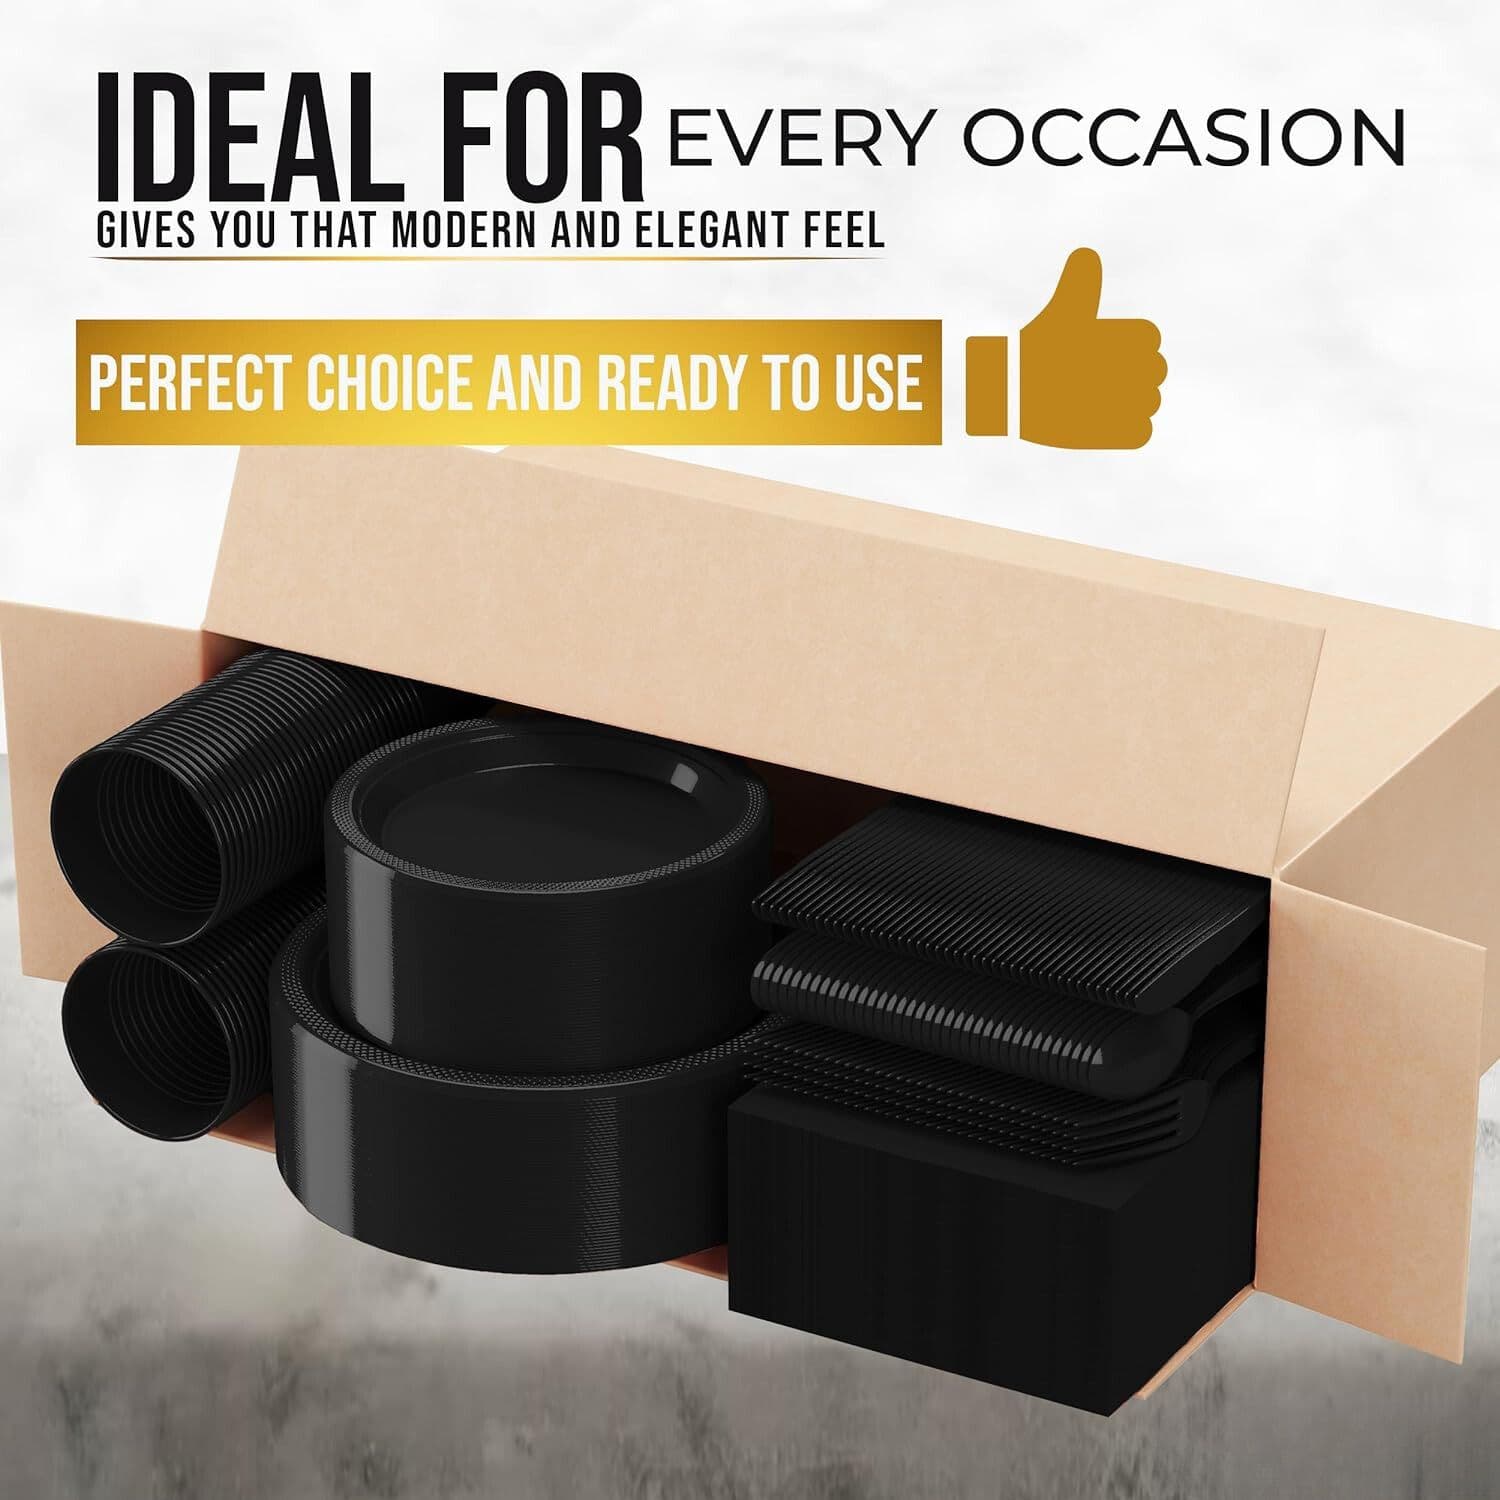 IDEAL FOR EVERY OCCASION
GIVES YOU THAT MODERN AND ELEGANT FEEL
PERFECT CHOICE AND READY TO USE